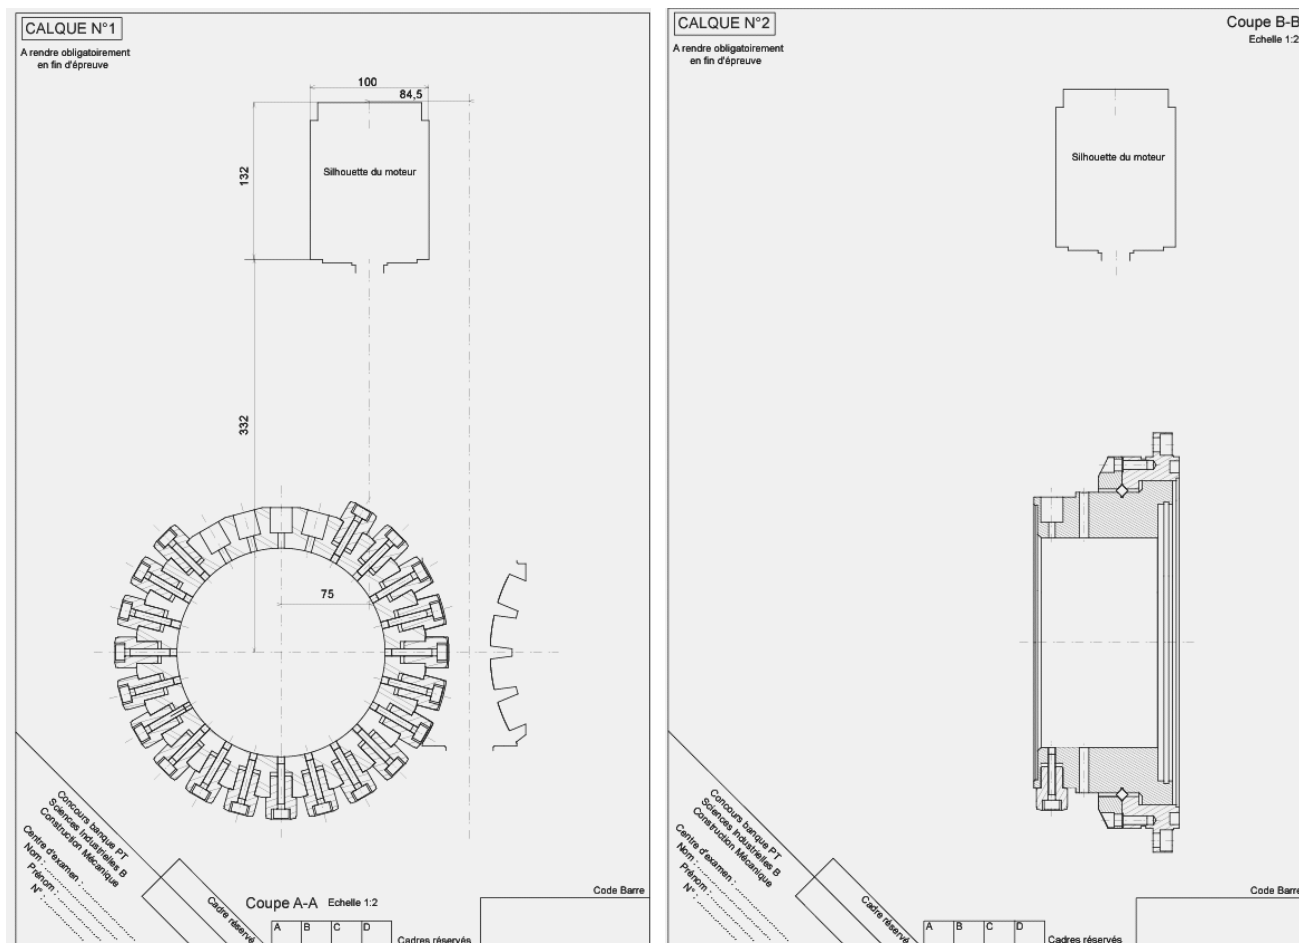 CALQUE N°1
A rendre obligatoirement
en fin d'épreuve
100
84,5
132
Silhouette du moteur
332
75
Concours banque PT
Sciences Industrielles B
Construction Mécanique
Centre d'examen :
Nom :
Prénom :
N° :
Cadre réservé
Coupe A-A Echelle 1:2
A B C D
Cadres réservés
Code Barre
CALQUE N°2
A rendre obligatoirement
en fin d'épreuve
Coupe B-B
Echelle 1:2
Silhouette du moteur
Concours banque PT
Sciences Industrielles B
Construction Mécanique
Centre d'examen :
Nom :
Prénom :
N° :
Cadre réservé
A B C D
Cadres réservés
Code Barre